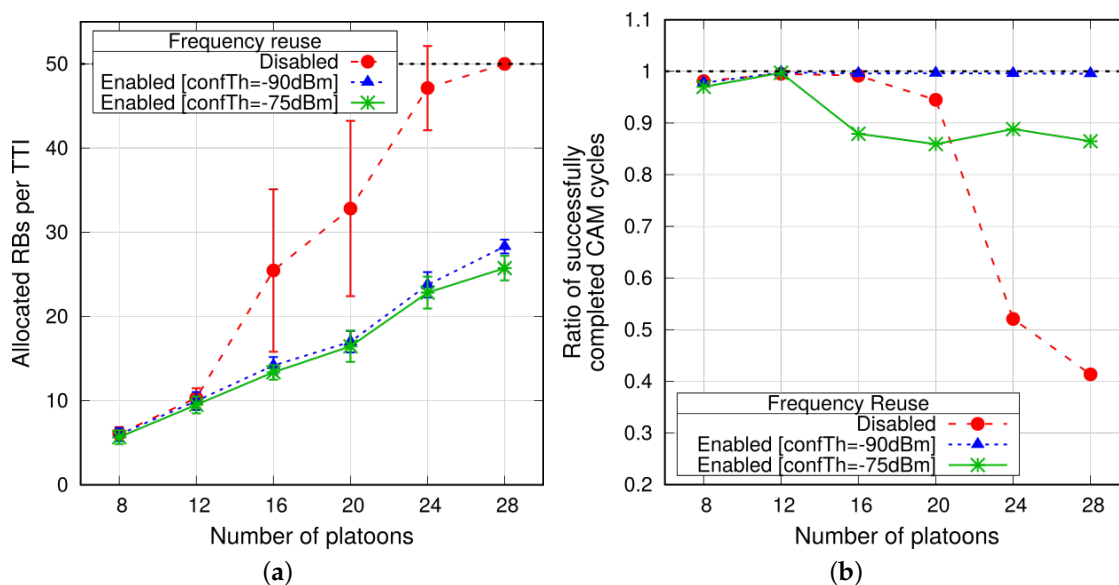 Allocated RBs per TTI
50
40
30
20
10
0
Frequency reuse
Disabled
Enabled [confTh=-90dBm]
Enabled [confTh=-75dBm]
8 12 16 20 24 28
Number of platoons
(a)
Ratio of successfully
completed CAM cycles
1.1
1
0.9
0.8
0.7
0.6
0.5
0.4
0.3
0.2
Frequency Reuse
Disabled
Enabled [confTh=-90dBm]
Enabled [confTh=-75dBm]
8 12 16 20 24 28
Number of platoons
(b)